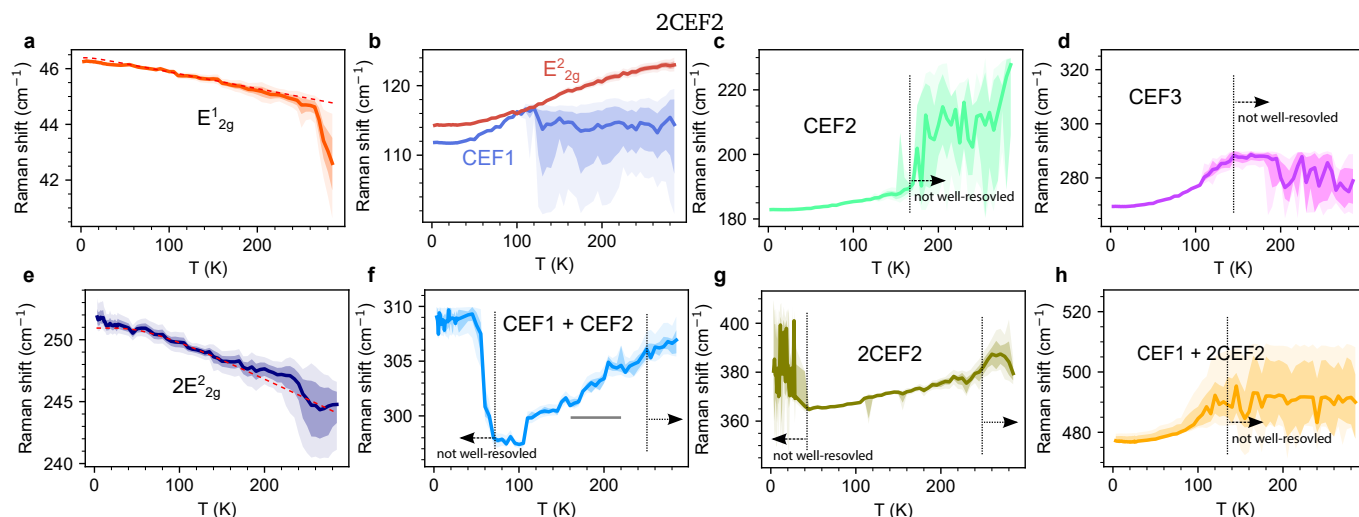 2CEF2
a
Raman shift (cm⁻¹)
46
44
42
E¹₂g
0
100
200
T (K)
b
Raman shift (cm⁻¹)
120
110
E²₂g
CEF1
0
100
200
T (K)
c
Raman shift (cm⁻¹)
220
200
180
CEF2
not well-resovled
0
100
200
T (K)
d
Raman shift (cm⁻¹)
320
300
280
CEF3
not well-resovled
0
100
200
T (K)
e
Raman shift (cm⁻¹)
250
245
240
2E²₂g
0
100
200
T (K)
f
Raman shift (cm⁻¹)
310
305
300
CEF1 + CEF2
not well-resovled
0
100
200
T (K)
g
Raman shift (cm⁻¹)
400
380
360
340
2CEF2
not well-resovled
0
100
200
T (K)
h
Raman shift (cm⁻¹)
520
500
480
460
CEF1 + 2CEF2
not well-resovled
0
100
200
T (K)